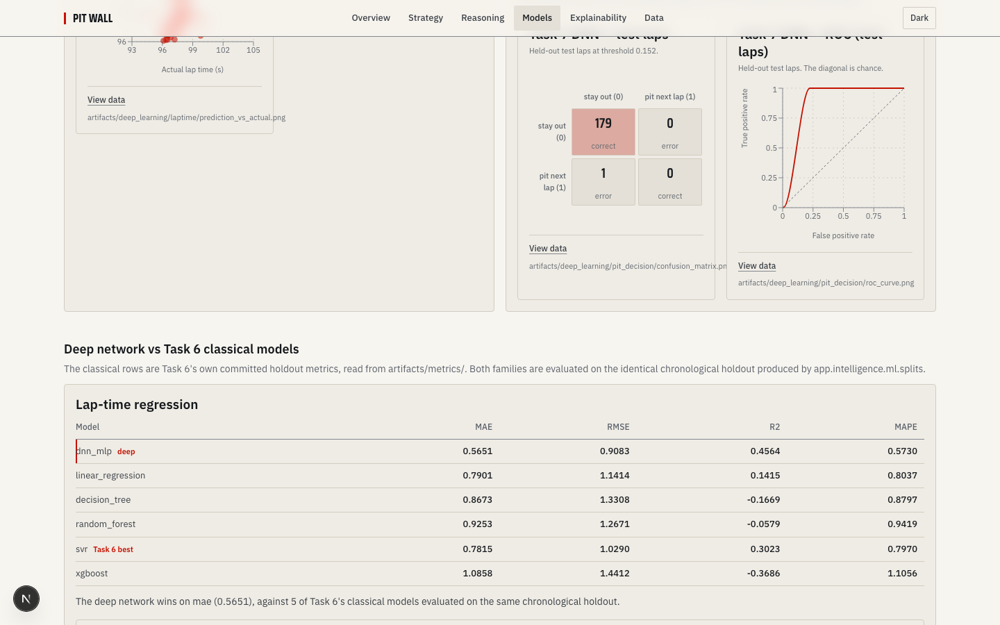 PIT WALL
Overview
Strategy
Reasoning
Models
Explainability
Data
Dark
96
93
96
99
102
105
Actual lap time (s)
View data
artifacts/deep_learning/laptime/prediction_vs_actual.png
Held-out test laps at threshold 0.152.
stay out (0)
pit next lap (1)
stay out (0)
179
correct
0
error
pit next lap (1)
1
error
0
correct
View data
artifacts/deep_learning/pit_decision/confusion_matrix.pn
laps)
Held-out test laps. The diagonal is chance.
True positive rate
1
0.75
0.5
0.25
0
0
0.25
0.5
0.75
1
False positive rate
View data
artifacts/deep_learning/pit_decision/roc_curve.png
Deep network vs Task 6 classical models
The classical rows are Task 6's own committed holdout metrics, read from artifacts/metrics/. Both families are evaluated on the identical chronological holdout produced by app.intelligence.ml.splits.
Lap-time regression
Model MAE RMSE R2 MAPE
dnn_mlp deep 0.5651 0.9083 0.4564 0.5730
linear_regression 0.7901 1.1414 0.1415 0.8037
decision_tree 0.8673 1.3308 -0.1669 0.8797
random_forest 0.9253 1.2671 -0.0579 0.9419
svr Task 6 best 0.7815 1.0290 0.3023 0.7970
xgboost 1.0858 1.4412 -0.3686 1.1056
The deep network wins on mae (0.5651), against 5 of Task 6's classical models evaluated on the same chronological holdout.
N